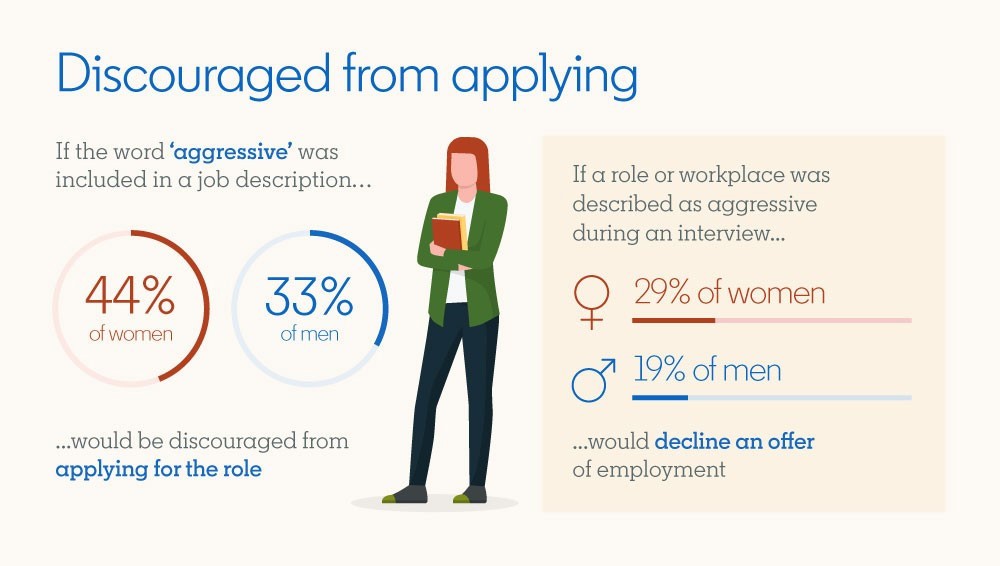 Discouraged from applying
If the word ‘aggressive’ was
included in a job description...
44%
of women
33%
of men
...would be discouraged from
applying for the role
If a role or workplace was
described as aggressive
during an interview...
29% of women
19% of men
...would decline an offer
of employment